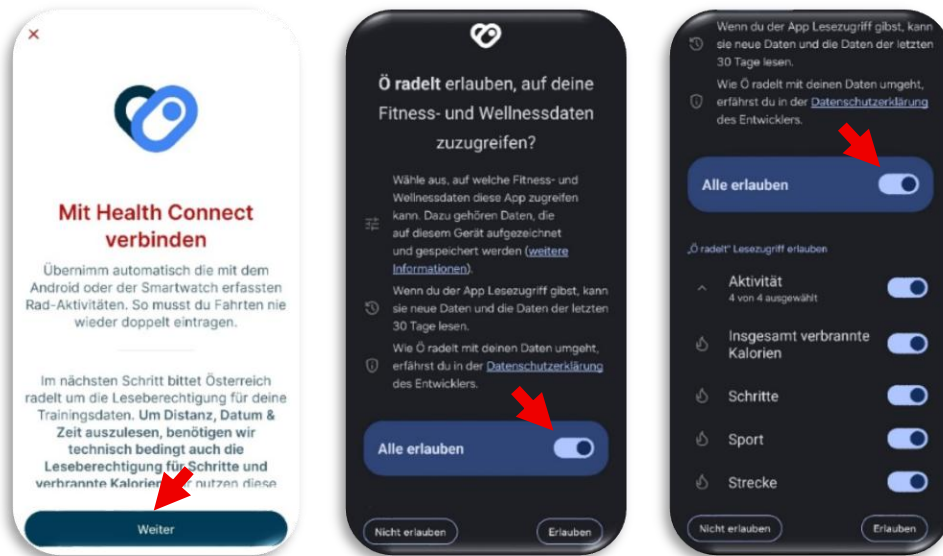 Mit Health Connect
verbinden
Übernimm automatisch die mit dem
Android oder der Smartwatch erfassten
Rad-Aktivitäten. So musst du Fahrten nie
wieder doppelt eintragen.
Im nächsten Schritt bittet Österreich
radelt um die Leseberechtigung für deine
Trainingsdaten. Um Distanz, Datum &
Zeit auszulesen, benötigen wir
technisch bedingt auch die
Leseberechtigung für Schritte und
verbrannte Kalorien nutzen diese
Weiter
Ö radelt erlauben, auf deine
Fitness- und Wellnessdaten
zuzugreifen?
Wähle aus, auf welche Fitness- und
Wellnessdaten diese App zugreifen
kann. Dazu gehören Daten, die
auf diesem Gerät aufgezeichnet
und gespeichert werden (weitere
Informationen).
Wenn du der App Lesezugriff gibst, kann
sie neue Daten und die Daten der letzten
30 Tage lesen.
Wie Ö radelt mit deinen Daten umgeht,
erfährst du in der Datenschutzerklärung
des Entwicklers.
Alle erlauben
Nicht erlauben
Erlauben
Wenn du der App Lesezugriff gibst, kann
sie neue Daten und die Daten der letzten
30 Tage lesen.
Wie Ö radelt mit deinen Daten umgeht,
erfährst du in der Datenschutzerklärung
des Entwicklers.
Alle erlauben
„Ö radelt“ Lesezugriff erlauben
Aktivität
4 von 4 ausgewählt
Insgesamt verbrannte
Kalorien
Schritte
Sport
Strecke
Nicht erlauben
Erlauben